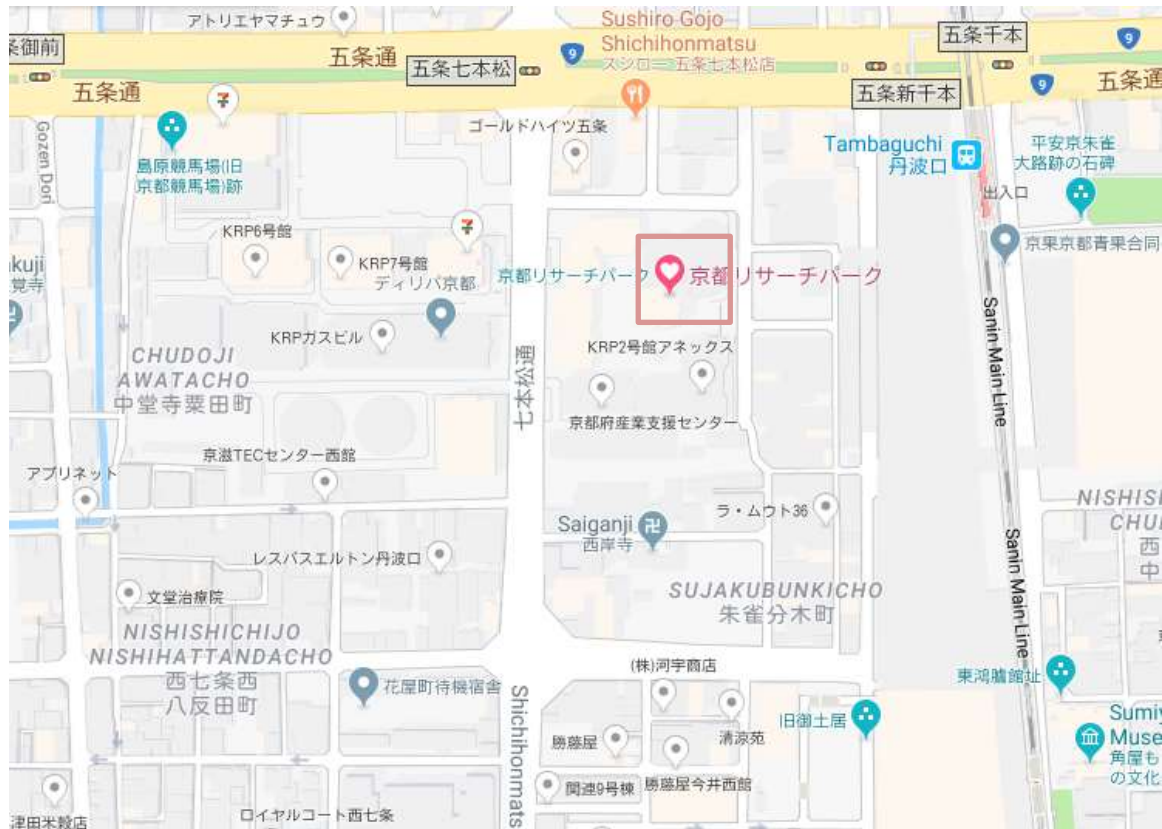 アトリエヤマチュウ
Sushiro Gojo
Shichihonmatsu
スシロー 五条七本松店
条御前
五条通
五条七本松
9
五条千本
9
五条通
五条新千本
9
五条通
Gozen Dori
島原競馬場(旧
京都競馬場)跡
ゴールドハイツ五条
Tambaguchi
丹波口
平安京朱雀
大路跡の石碑
出入口
KRP6号館
KRP7号館
ディリパ京都
京都リサーチパーク
京都リサーチパーク
京果京都青果合同
kuji
覚寺
KRPガスビル
KRP2号館アネックス
CHUDOJI
AWATACHO
中堂寺粟田町
七本松通
Sanin Main Line
京都府産業支援センター
京滋TECセンター西館
アプリネット
ラ・ムウト36
NISHIS
CHU
西
中
Saiganji
西岸寺
Sanin Main Line
レスパスエルトン丹波口
文堂治療院
SUJAKUBUNKICHO
朱雀分木町
NISHISHICHIJO
NISHIHATTANDACHO
西七条西
八反田町
(株)河宇商店
花屋町待機宿舎
東鴻臚館址
Shichihonmats
旧御土居
清涼苑
勝藤屋
Sumiy
Muse
角屋も
の文化
関連9号棟
勝藤屋今井西館
津田米穀店
ロイヤルコート西七条